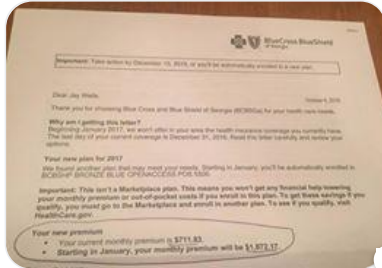 BlueCross BlueShield
of Georgia
Important: Take action by December 15, 2016, or you'll be automatically enrolled in a new plan.
October 6, 2016
Dear Jay Wade,
Thank you for choosing Blue Cross and Blue Shield of Georgia (BCBSGa) for your health care needs.
Why am I getting this letter?
Beginning January 2017, we won't offer in your area the health insurance coverage you currently have.
The last day of your current coverage is December 31, 2016. Read this letter carefully and review your
options.
Your new plan for 2017
We found another plan that may meet your needs. Starting in January, you'll be automatically enrolled in
BRONZE BLUE OPENACCESS POS
Important: This isn't a Marketplace plan. This means you won't get any financial help lowering
your monthly premium or out-of-pocket costs if you enroll in this plan. To get these savings if you
qualify, you must go to the Marketplace and enroll in another plan. To see if you qualify, visit
HealthCare.gov.
Your new premium
• Your current monthly premium is $711.83.
• Starting in January, your monthly premium will be $1,872.17.